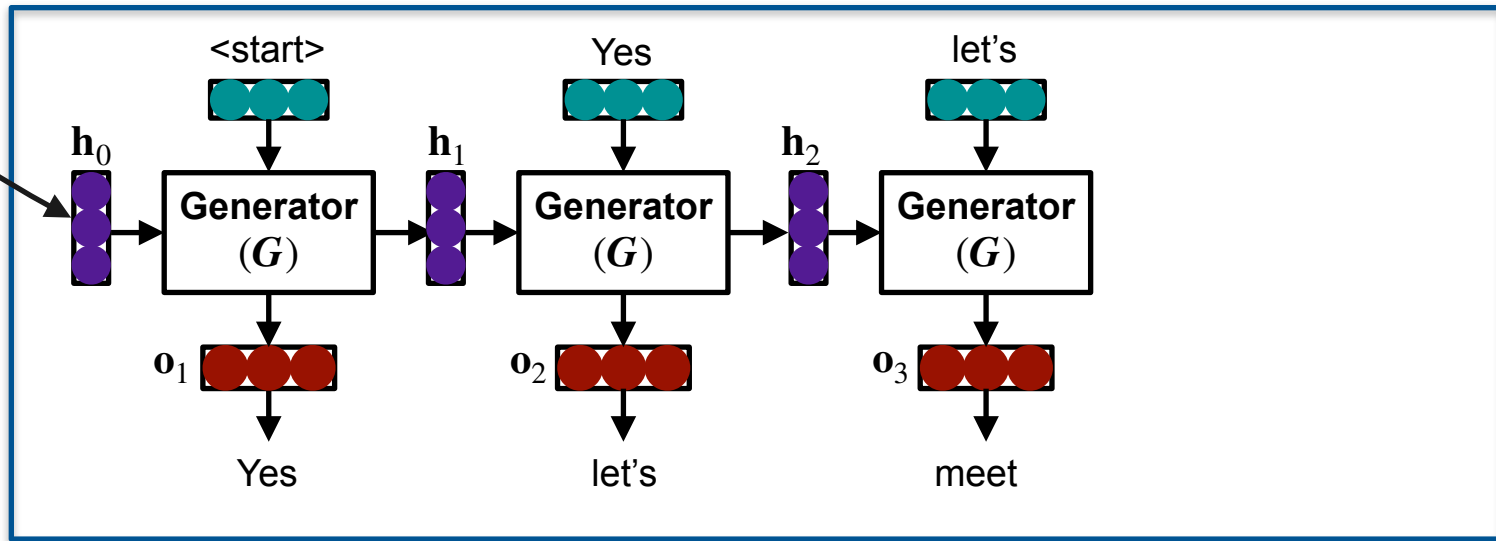 <start> Yes let's
h₀ h₁ h₂
Generator Generator Generator
(G) (G) (G)
o₁ o₂ o₃
Yes let's meet